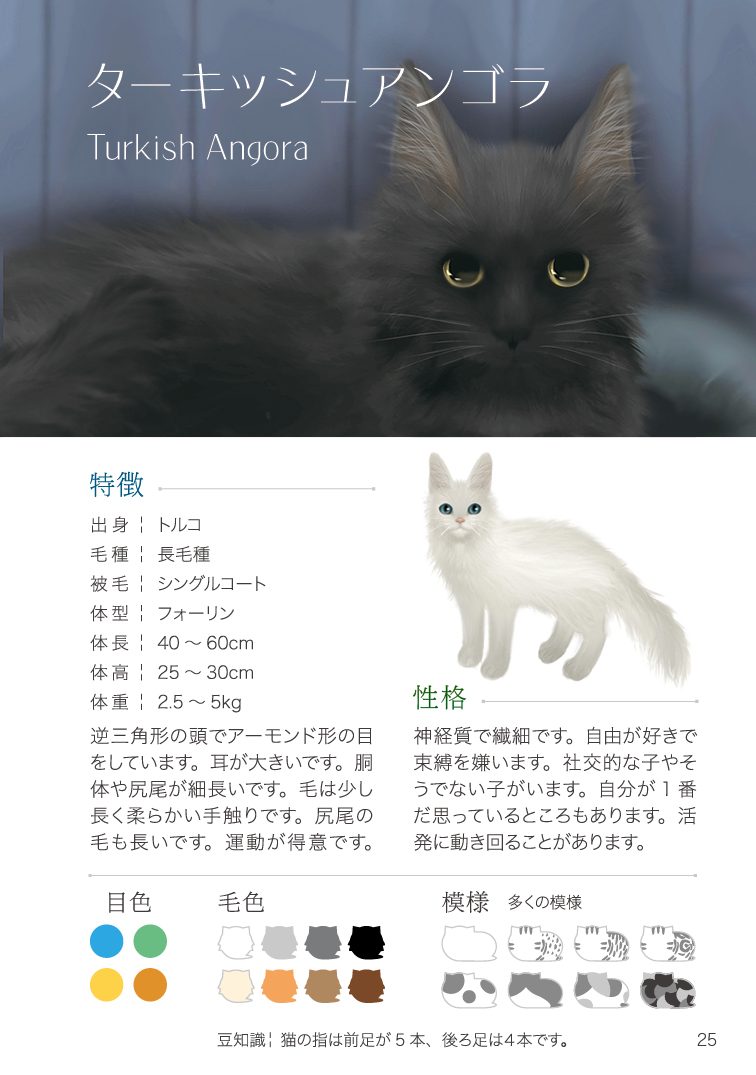 ターキッシュアンゴラ
Turkish Angora
特徴
出身¦トルコ
毛種¦長毛種
被毛¦シングルコート
体型¦フォーリン
体長¦40〜60cm
体高¦25〜30cm
体重¦2.5〜5kg
逆三角形の頭でアーモンド形の目
をしています。耳が大きいです。胴
体や尻尾が細長いです。毛は少し
長く柔らかい手触りです。尻尾の
毛も長いです。運動が得意です。
性格
神経質で繊細です。自由が好きで
束縛を嫌います。社交的な子やそ
うでない子がいます。自分が1番
だ思っているところもあります。活
発に動き回ることがあります。
目色
毛色
模様 多くの模様
豆知識¦猫の指は前足が5本、後ろ足は4本です。
25